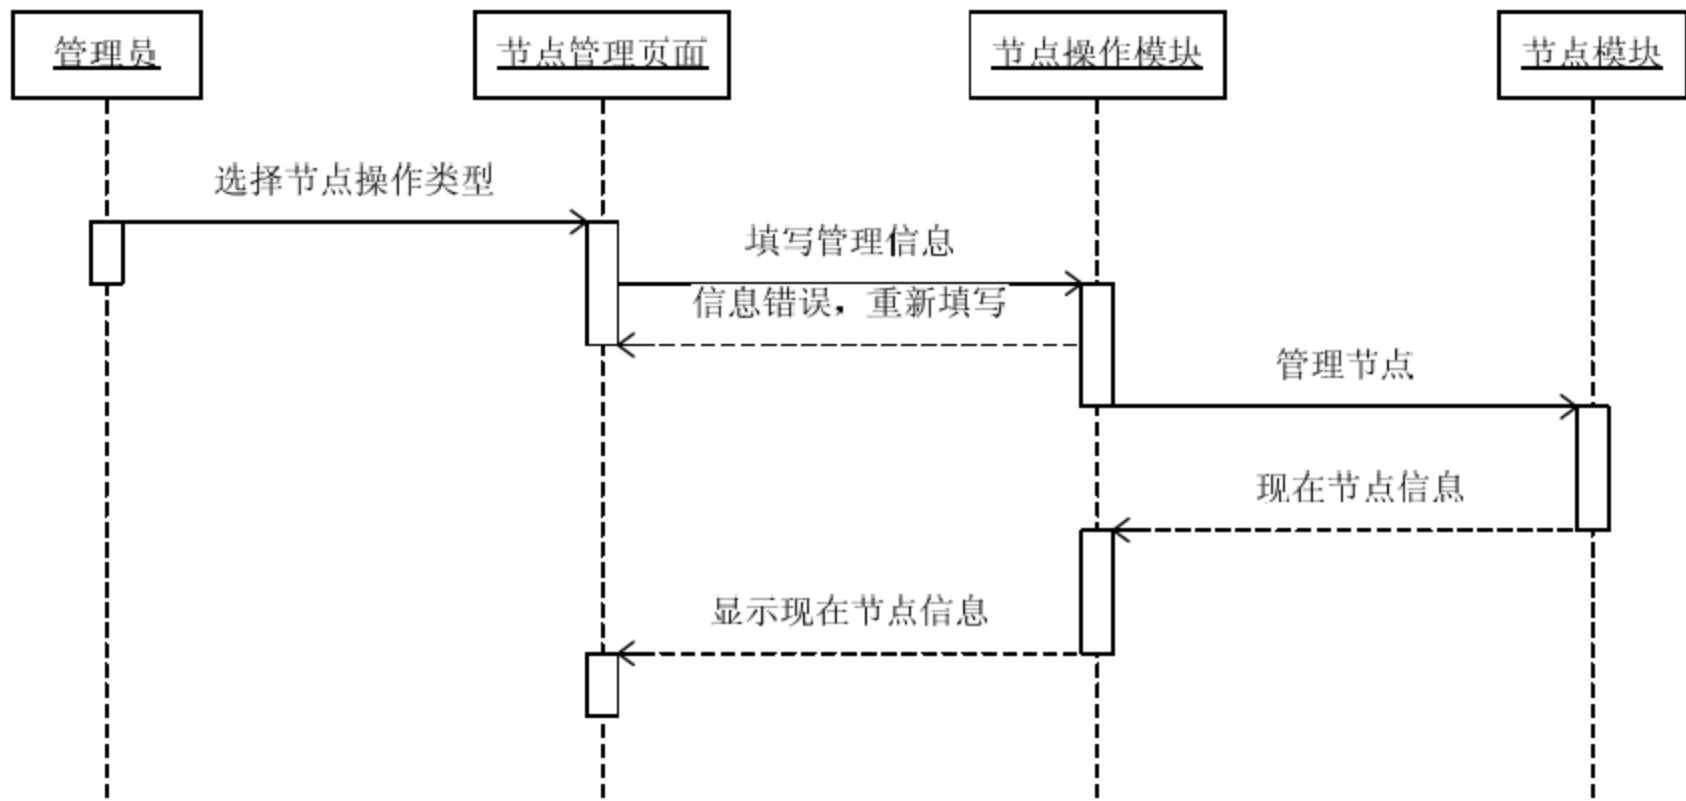 管理员
节点管理页面
节点操作模块
节点模块
选择节点操作类型
填写管理信息
信息错误，重新填写
管理节点
现在节点信息
显示现在节点信息